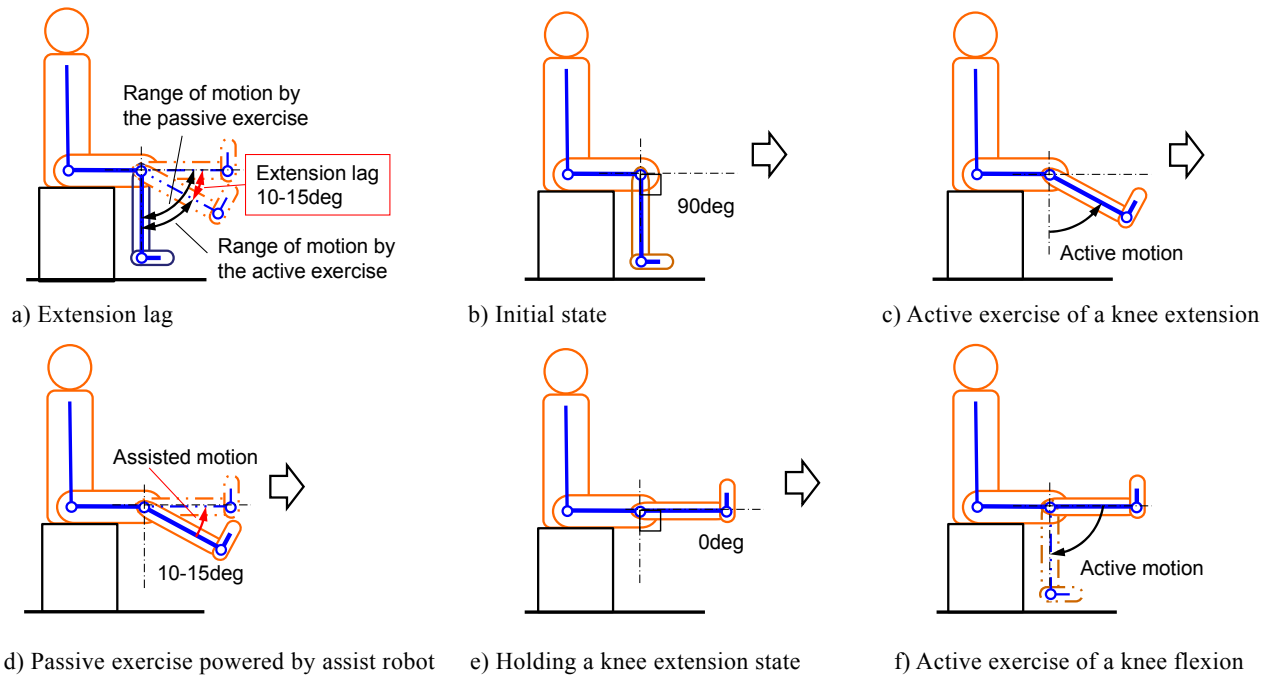 Range of motion by
the passive exercise
Extension lag
10-15deg
Range of motion by
the active exercise
a) Extension lag
90deg
b) Initial state
Active motion
c) Active exercise of a knee extension
Assisted motion
10-15deg
d) Passive exercise powered by assist robot
0deg
e) Holding a knee extension state
Active motion
f) Active exercise of a knee flexion